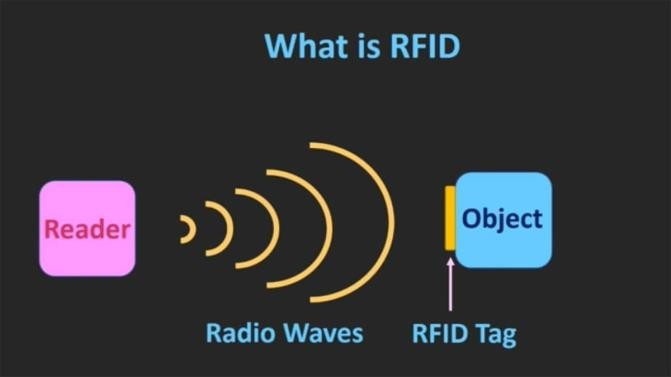 What is RFID
Reader
Object
Radio Waves
RFID Tag